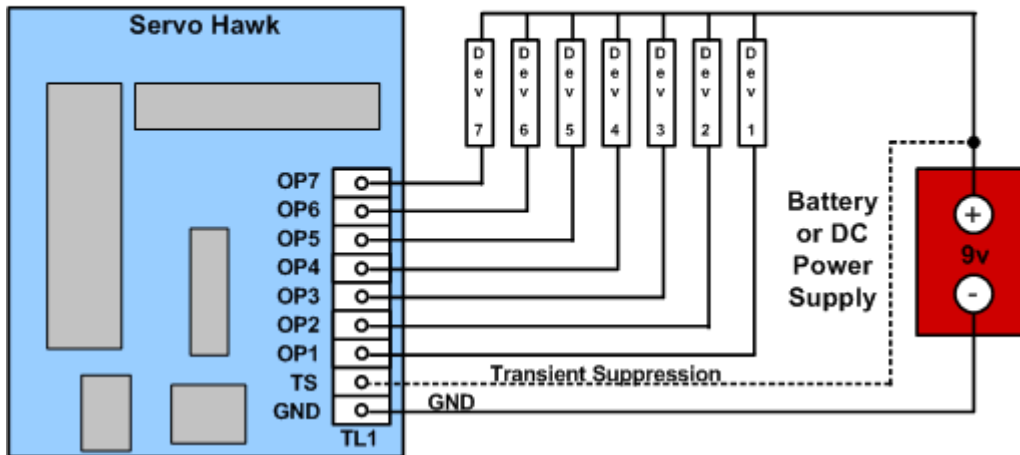 Servo Hawk
Dev 7
Dev 6
Dev 5
Dev 4
Dev 3
Dev 2
Dev 1
OP7
OP6
OP5
OP4
OP3
OP2
OP1
TS
GND
TL1
Transient Suppression
GND
Battery
or DC
Power
Supply
+
9v
-